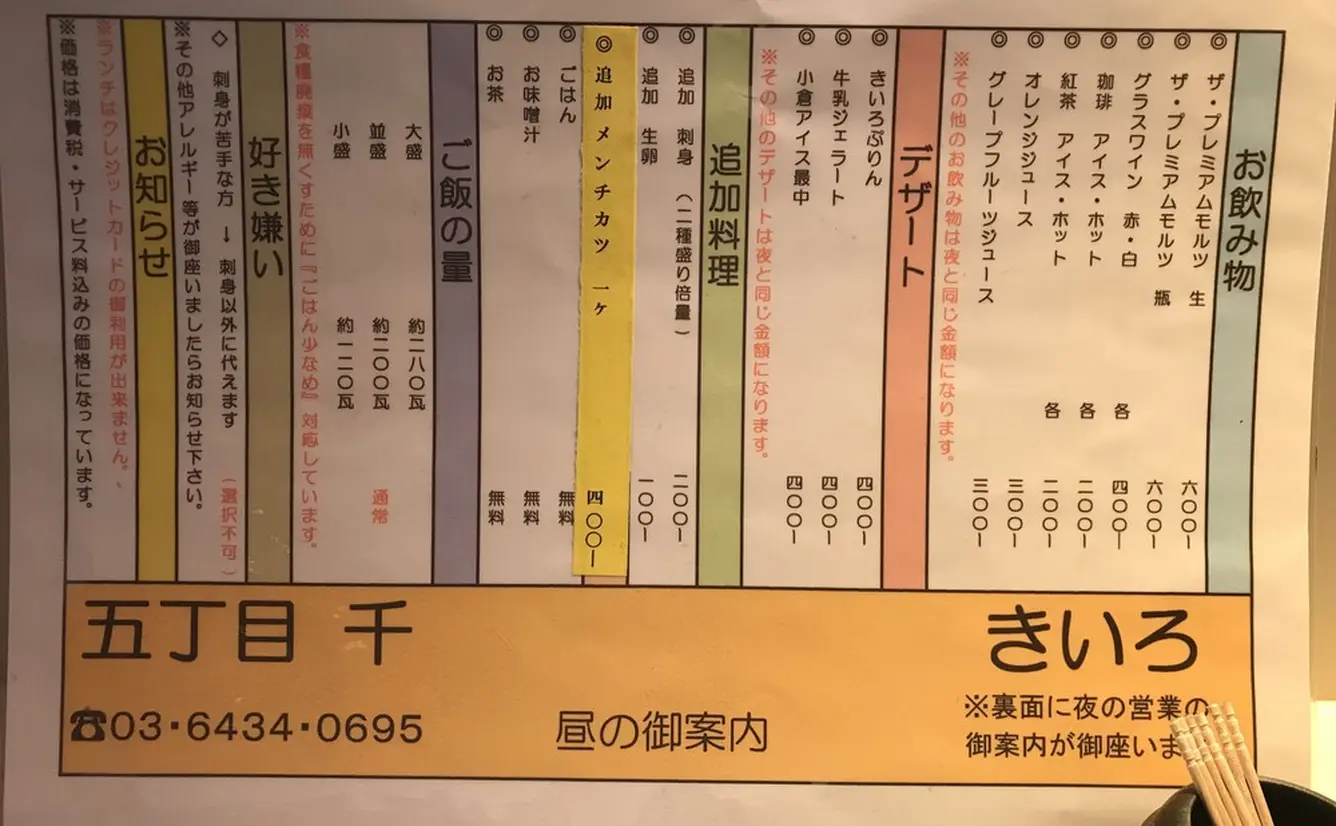 お飲み物
◎ ザ・プレミアムモルツ 生 六〇〇ー
◎ ザ・プレミアムモルツ 瓶 六〇〇ー
◎ グラスワイン 赤・白 各 四〇〇ー
◎ 珈琲 アイス・ホット 各 二〇〇ー
◎ 紅茶 アイス・ホット 各 二〇〇ー
◎ オレンジジュース 三〇〇ー
◎ グレープフルーツジュース 三〇〇ー
※その他のお飲み物は夜と同じ金額になります。
デザート
◎ きいろぷりん 四〇〇ー
◎ 牛乳ジェラート 四〇〇ー
◎ 小倉アイス最中 四〇〇ー
※その他のデザートは夜と同じ金額になります。
追加料理
◎ 追加 刺身 (二種盛り倍量) 二〇〇ー
◎ 追加 生卵 一〇〇ー
◎ 追加 メンチカツ 一ヶ 四〇〇ー
◎ ごはん 無料
◎ お味噌汁 無料
◎ お茶 無料
ご飯の量
大盛 約二八〇瓦
並盛 約二〇〇瓦 通常
小盛 約一二〇瓦
※食糧廃棄を無くすために『ごはん少なめ』対応しています。
好き嫌い
◇ 刺身が苦手な方 → 刺身以外に代えます (選択不可)
※その他アレルギー等が御座いましたらお知らせ下さい。
お知らせ
※ランチはクレジットカードの御利用が出来ません。
※価格は消費税・サービス料込みの価格になっています。
きいろ
五丁目 千
※裏面に夜の営業の
御案内が御座いま
昼の御案内
☎03・6434・0695